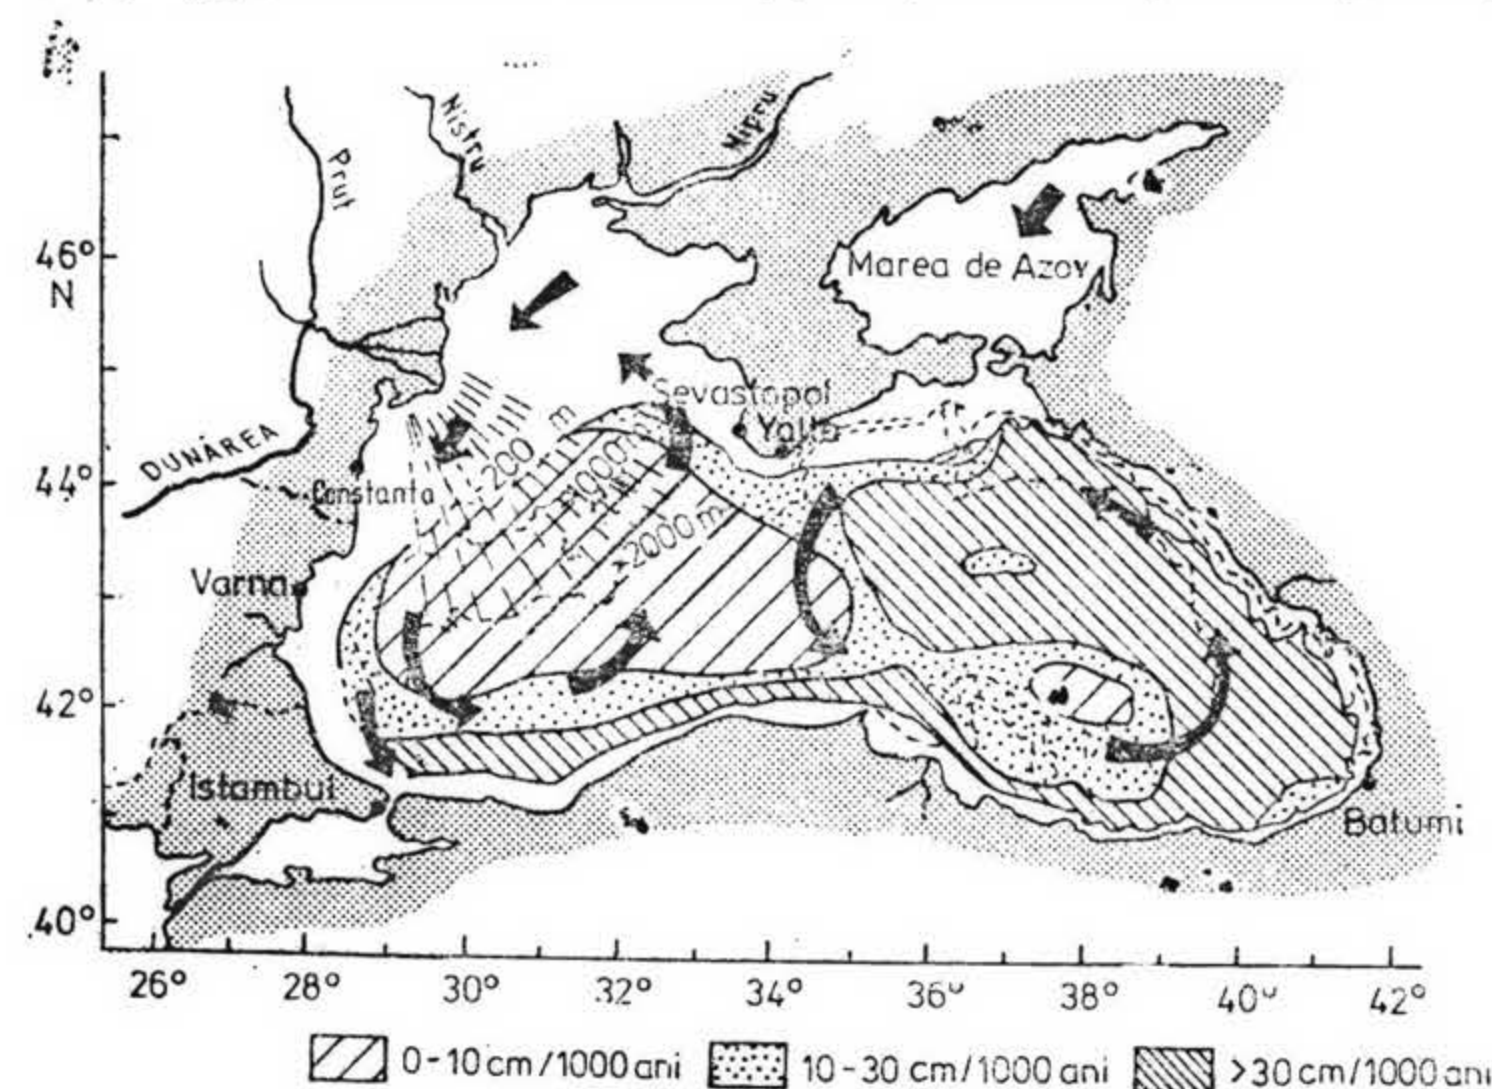 Nistru
Nipru
Prut
46°
N
Marea de Azov
Sevastopol
Yalta
DUNĂREA
200 m
1000 m
2000 m
44°
Constanta
Varna
42°
Istambul
Batumi
40°
26° 28° 30° 32° 34° 36° 38° 40° 42°
0-10 cm/1000 ani 10-30 cm/1000 ani >30 cm/1000 ani